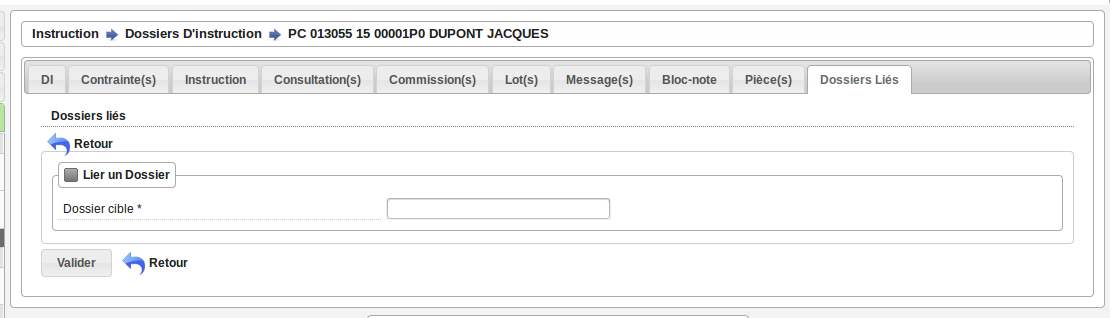 Instruction Dossiers D'instruction PC 013055 15 00001P0 DUPONT JACQUES
DI Contrainte(s) Instruction Consultation(s) Commission(s) Lot(s) Message(s) Bloc-note Pièce(s) Dossiers Liés
Dossiers liés
Retour
Lier un Dossier
Dossier cible *
Valider Retour